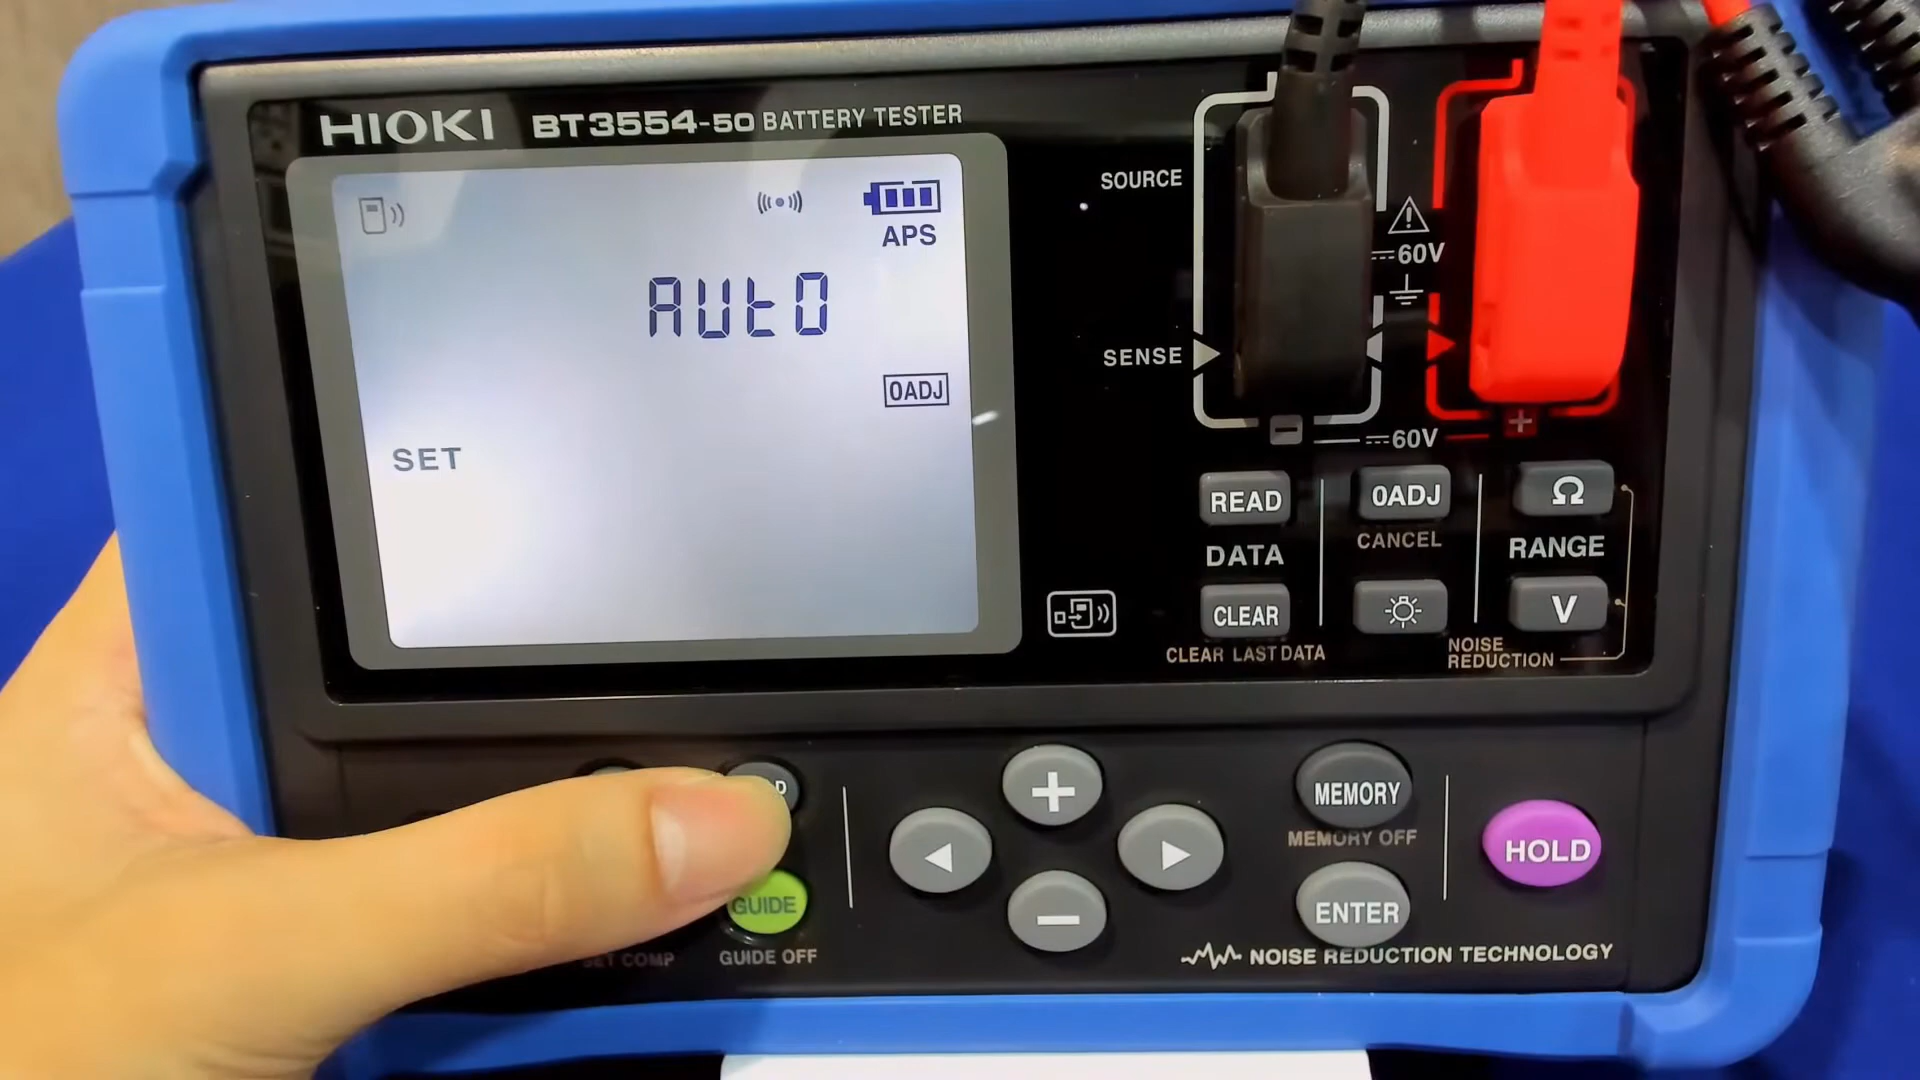 HIOKI BT3554-50 BATTERY TESTER
APS
AUtO
0ADJ
SET
SOURCE
60V
SENSE
60V
READ
0ADJ
Ω
CANCEL
DATA
RANGE
CLEAR
V
CLEAR LAST DATA
NOISE
REDUCTION
MEMORY
MEMORY OFF
HOLD
GUIDE
ENTER
GUIDE OFF
NOISE REDUCTION TECHNOLOGY